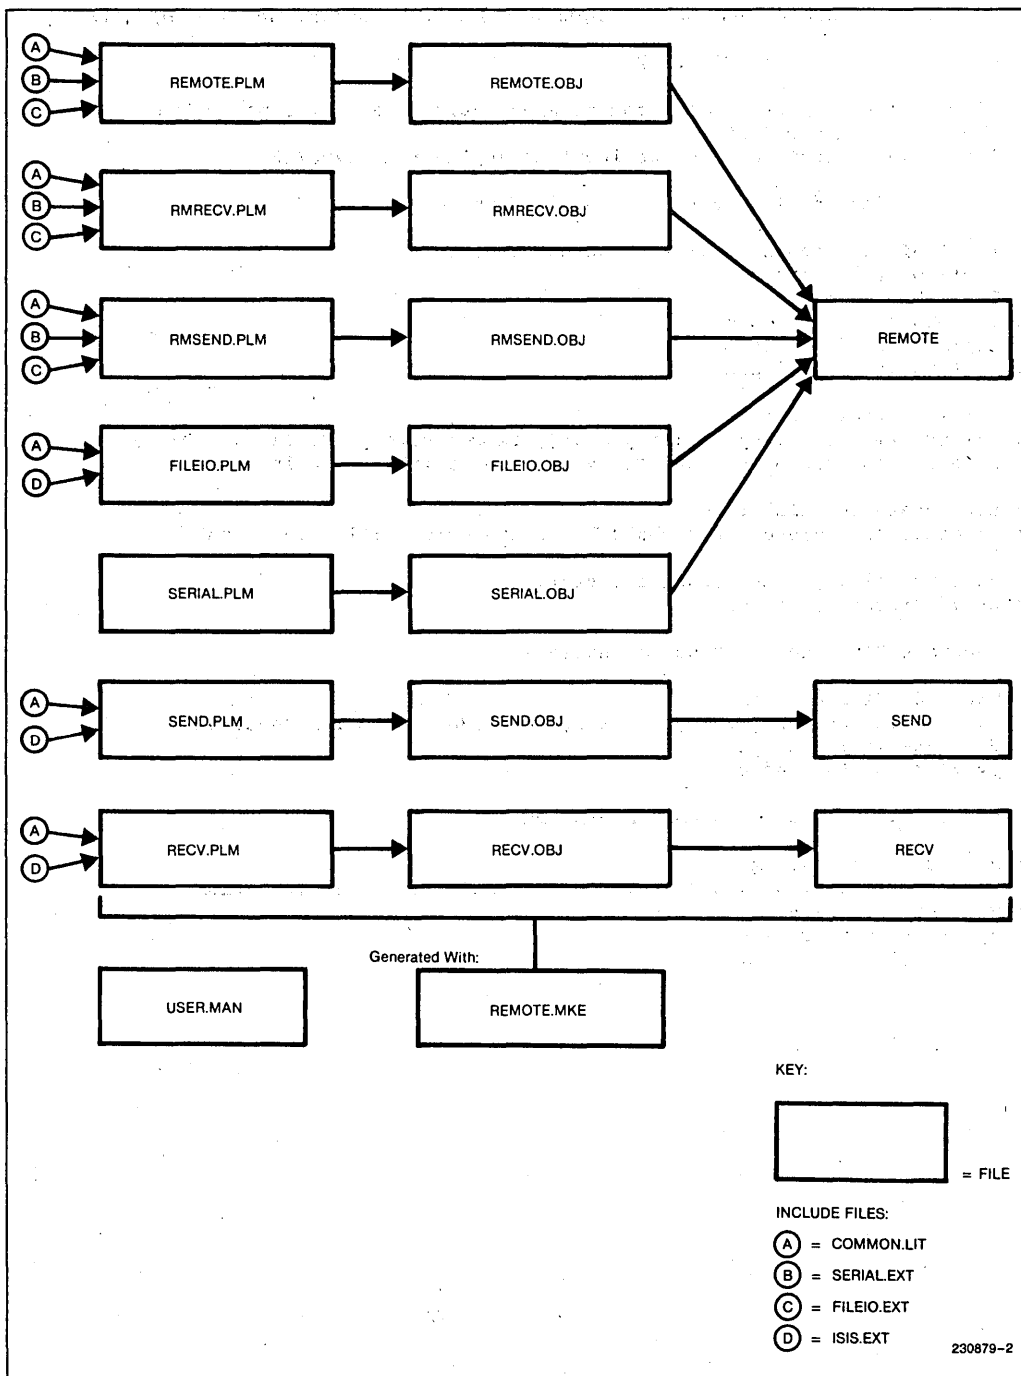 A
B
C
REMOTE.PLM
REMOTE.OBJ
A
B
C
RMRECV.PLM
RMRECV.OBJ
A
B
C
RMSEND.PLM
RMSEND.OBJ
REMOTE
A
D
FILEIO.PLM
FILEIO.OBJ
SERIAL.PLM
SERIAL.OBJ
A
D
SEND.PLM
SEND.OBJ
SEND
A
D
RECV.PLM
RECV.OBJ
RECV
Generated With:
USER.MAN
REMOTE.MKE
KEY:
= FILE
INCLUDE FILES:
A = COMMON.LIT
B = SERIAL.EXT
C = FILEIO.EXT
D = ISIS.EXT
230879-2